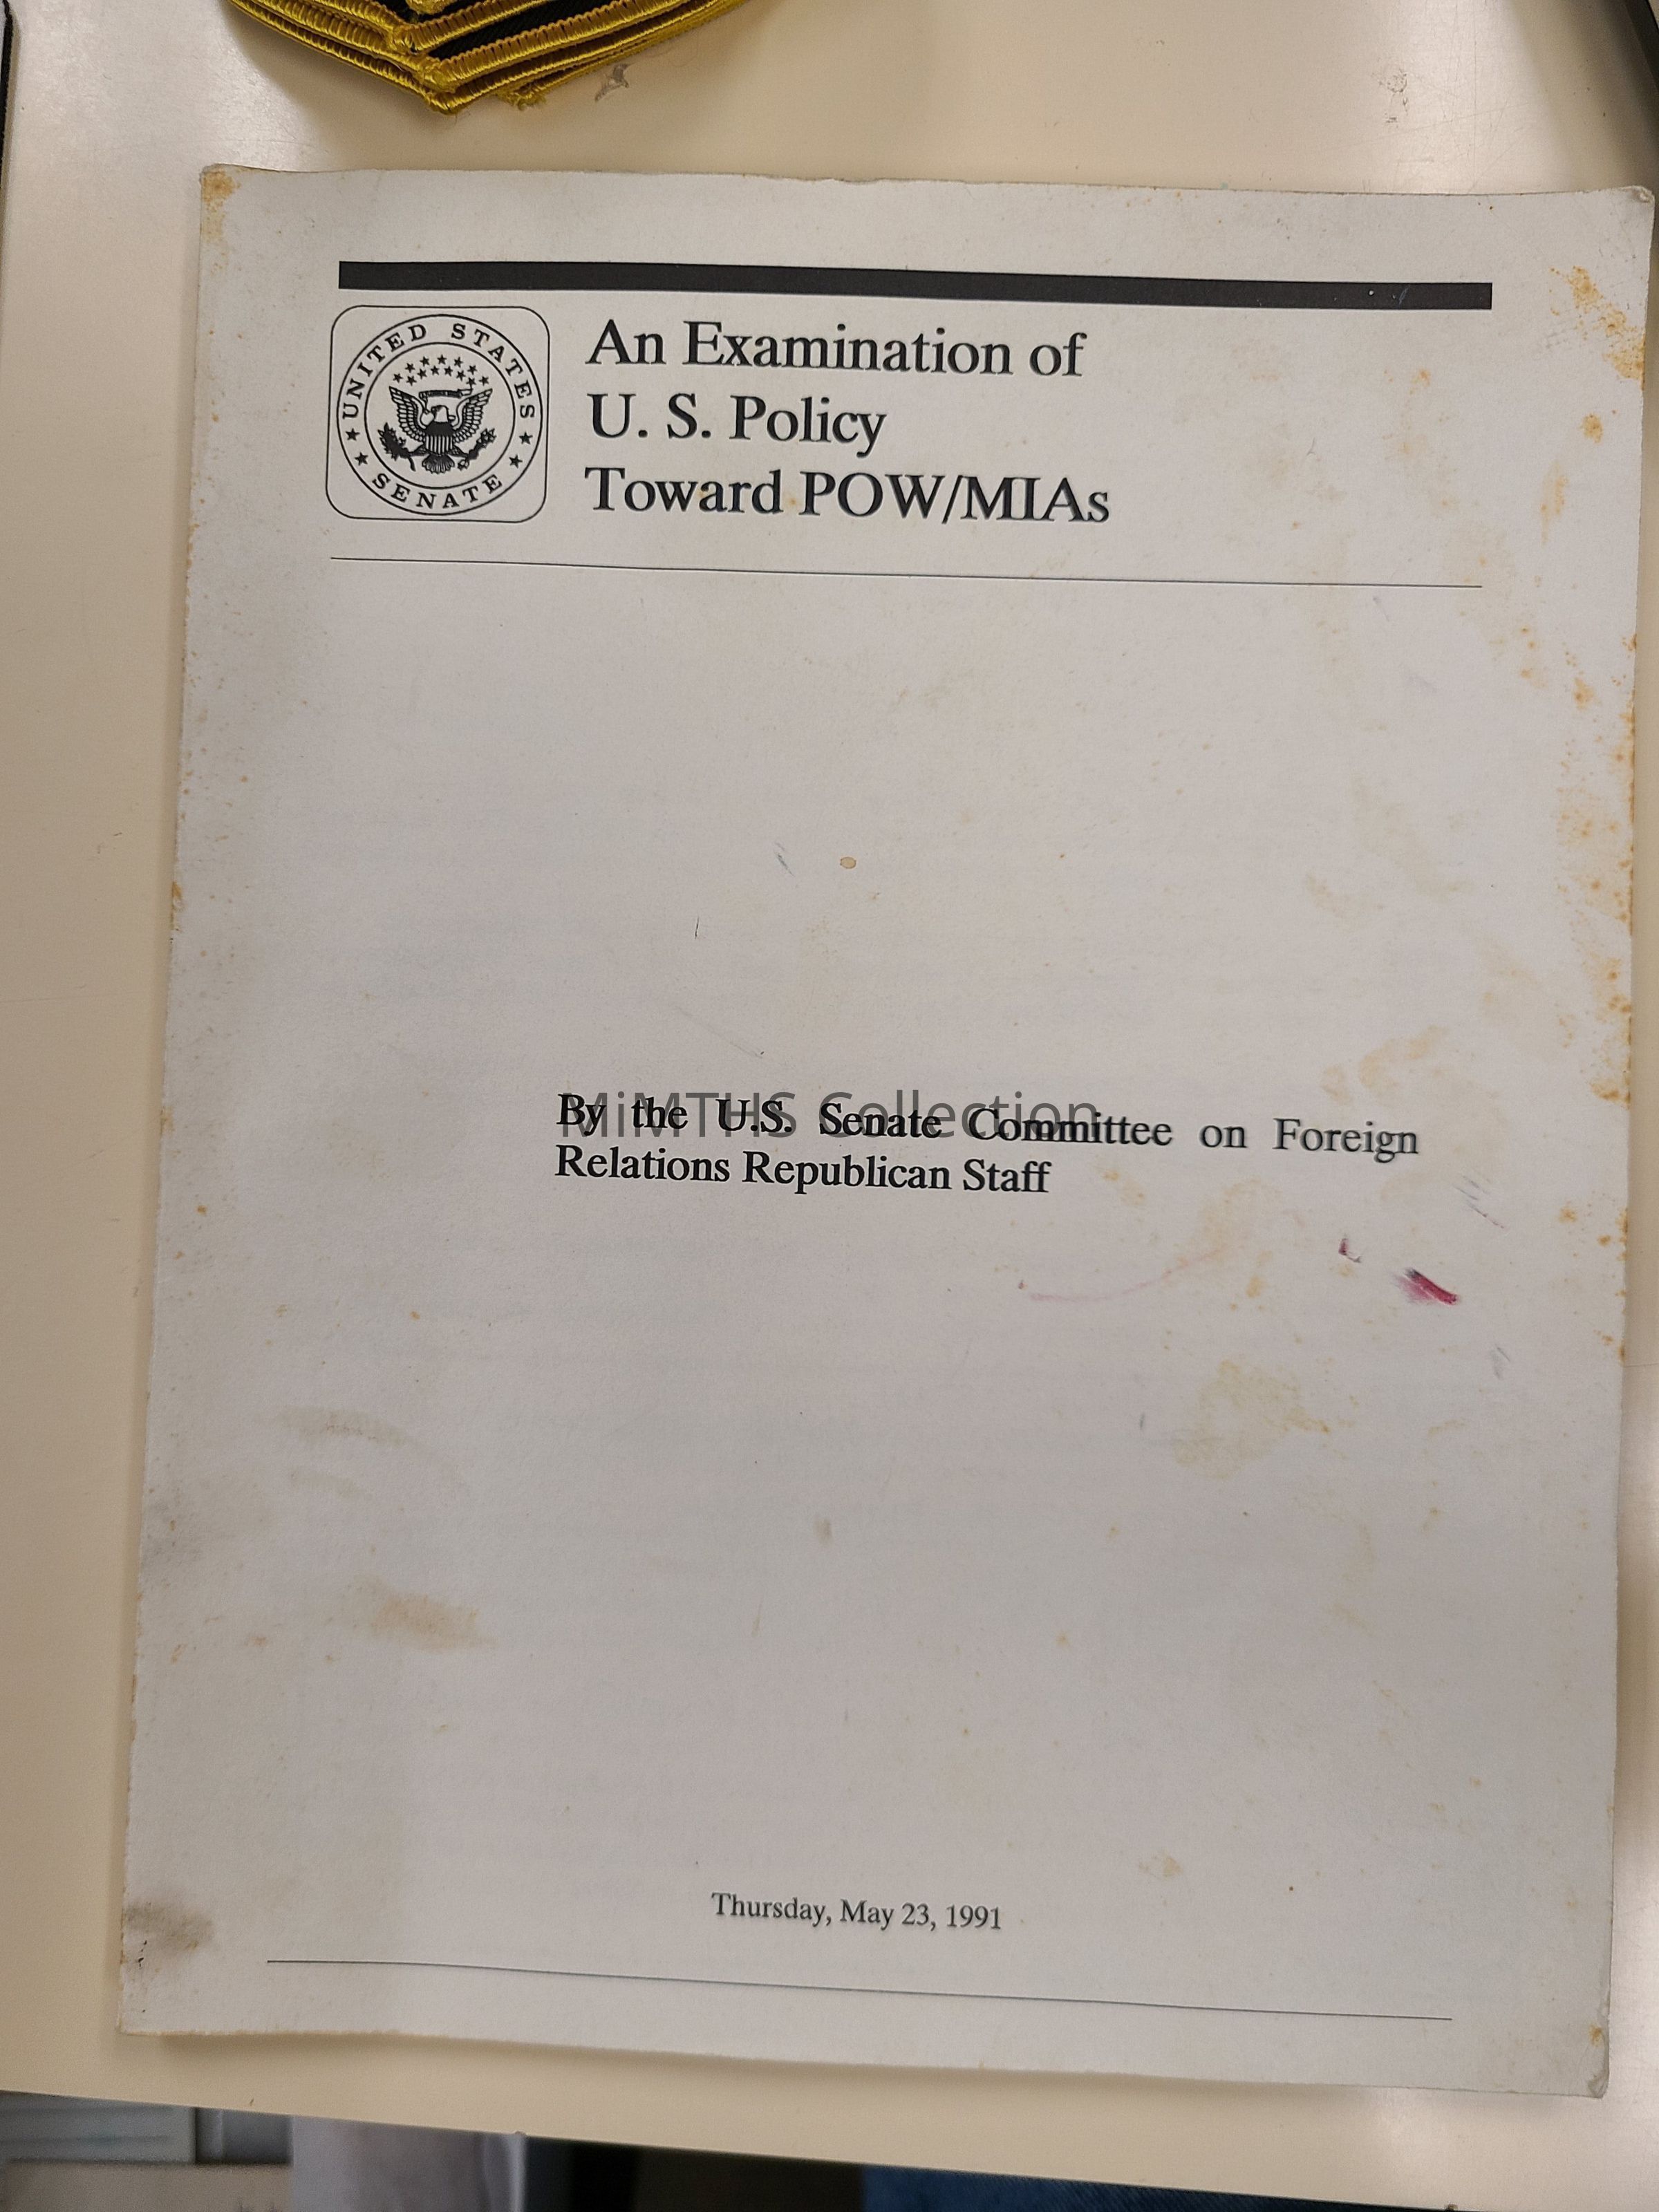 An Examination of
U. S. Policy
Toward POW/MIAs
UNITED STATES
SENATE
By the U.S. Senate Committee on Foreign
Relations Republican Staff
MiMTHS Collection
Thursday, May 23, 1991